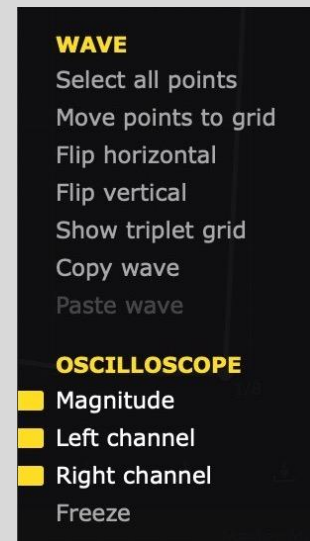 WAVE
Select all points
Move points to grid
Flip horizontal
Flip vertical
Show triplet grid
Copy wave
Paste wave
OSCILLOSCOPE
Magnitude
Left channel
Right channel
Freeze